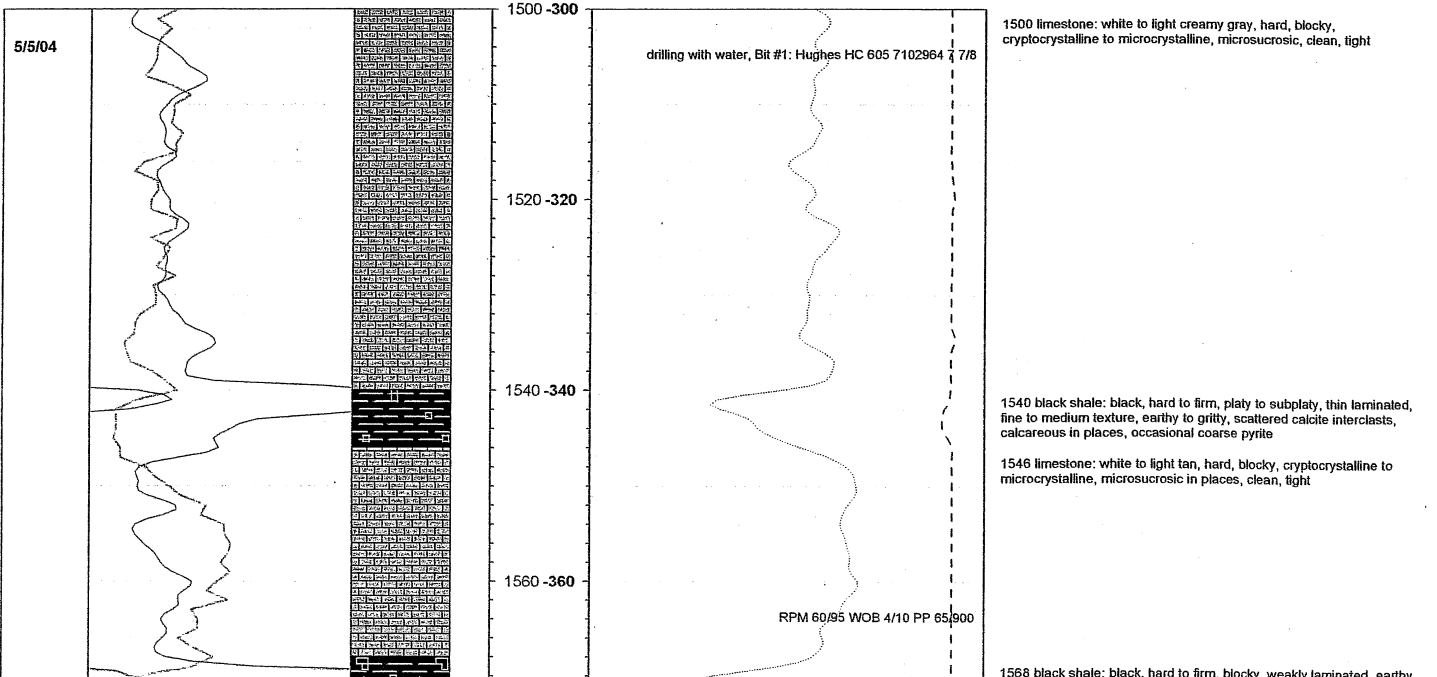 1500 -300
5/5/04
1500 limestone: white to light creamy gray, hard, blocky,
cryptocrystalline to microcrystalline, microsucrosic, clean, tight
drilling with water, Bit #1: Hughes HC 605 7102964 7 7/8
1520 -320
1540 -340
1540 black shale: black, hard to firm, platy to subplaty, thin laminated,
fine to medium texture, earthy to gritty, scattered calcite interclasts,
calcareous in places, occasional coarse pyrite
1546 limestone: white to light tan, hard, blocky, cryptocrystalline to
microcrystalline, microsucrosic in places, clean, tight
1560 -360
RPM 60/95 WOB 4/10 PP 65/900
1568 black shale: black, hard to firm, blocky, weakly laminated, earthy